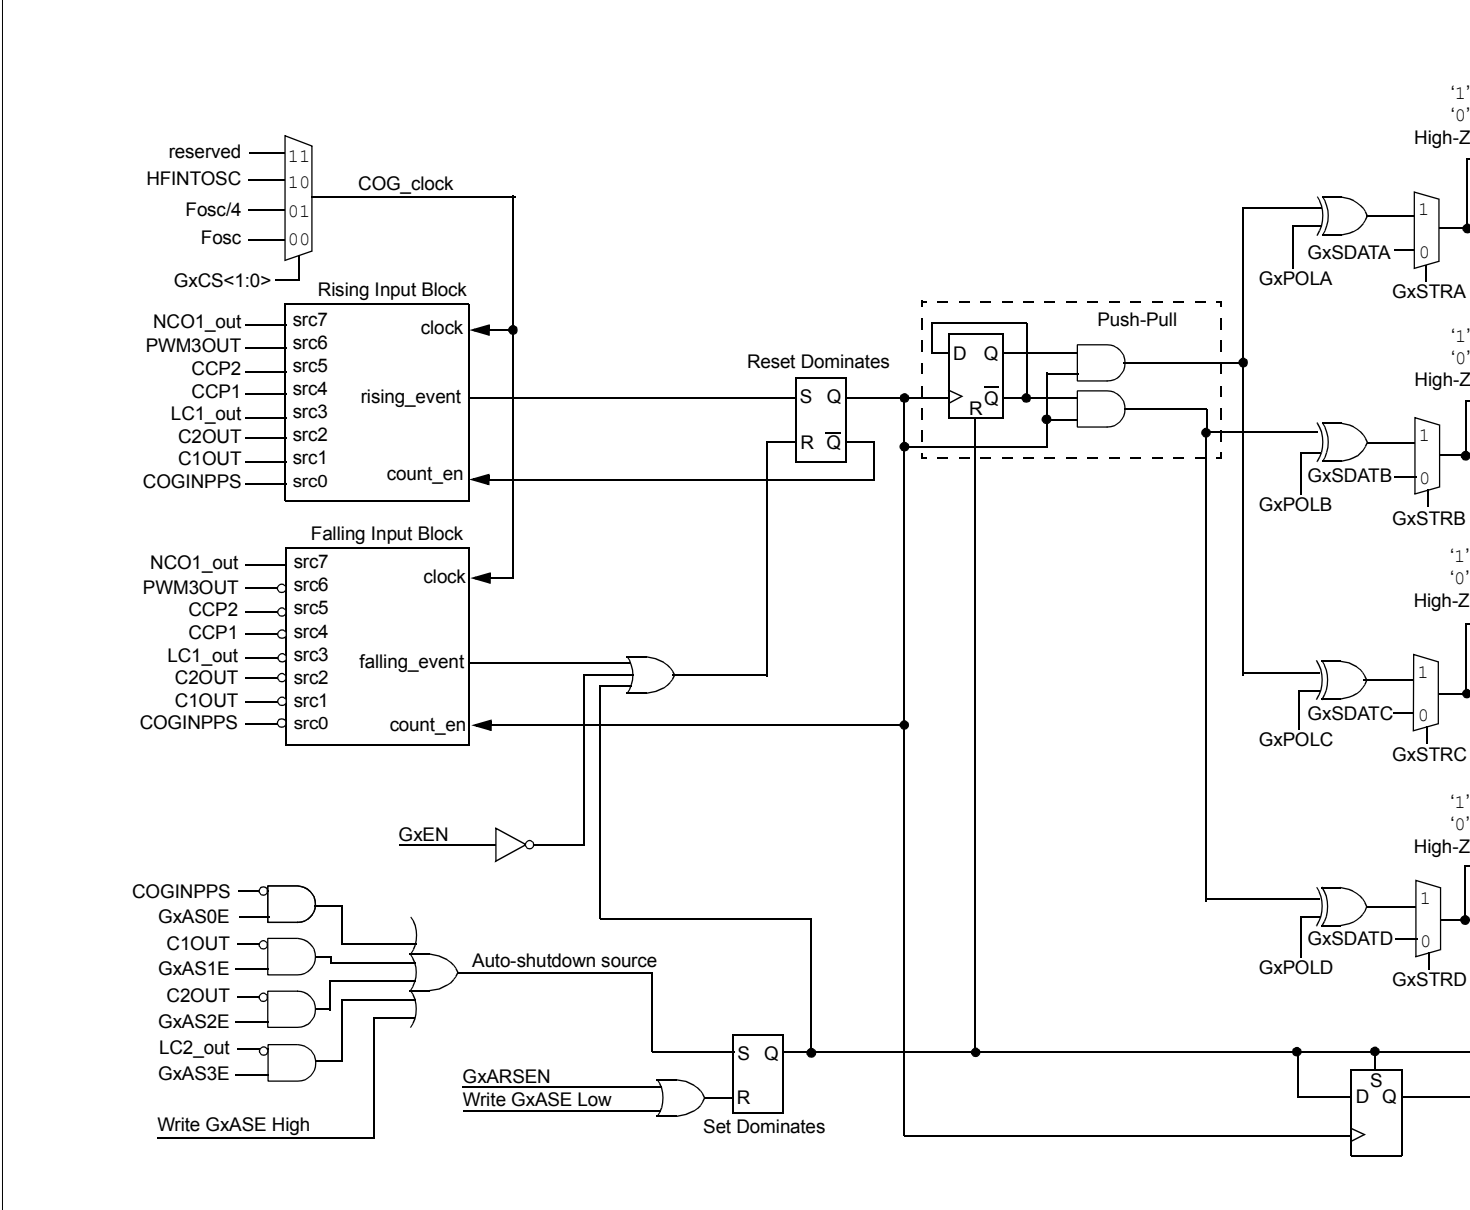 ‘1’
‘0’
High-Z
reserved
HFINTOSC
Fosc/4
Fosc
11
10
01
00
COG_clock
GxCS<1:0>
Rising Input Block
NCO1_out
PWM3OUT
CCP2
CCP1
LC1_out
C2OUT
C1OUT
COGINPPS
src7
src6
src5
src4
src3
src2
src1
src0
clock
rising_event
count_en
Falling Input Block
NCO1_out
PWM3OUT
CCP2
CCP1
LC1_out
C2OUT
C1OUT
COGINPPS
src7
src6
src5
src4
src3
src2
src1
src0
clock
falling_event
count_en
Reset Dominates
S Q
R Q
Push-Pull
D Q
R Q
1
0
GxSDATA
GxPOLA
GxSTRA
‘1’
‘0’
High-Z
1
0
GxSDATB
GxPOLB
GxSTRB
‘1’
‘0’
High-Z
1
0
GxSDATC
GxPOLC
GxSTRC
‘1’
‘0’
High-Z
1
0
GxSDATD
GxPOLD
GxSTRD
GxEN
COGINPPS
GxAS0E
C1OUT
GxAS1E
C2OUT
GxAS2E
LC2_out
GxAS3E
Write GxASE High
Auto-shutdown source
GxARSEN
Write GxASE Low
S Q
R
Set Dominates
S
D Q